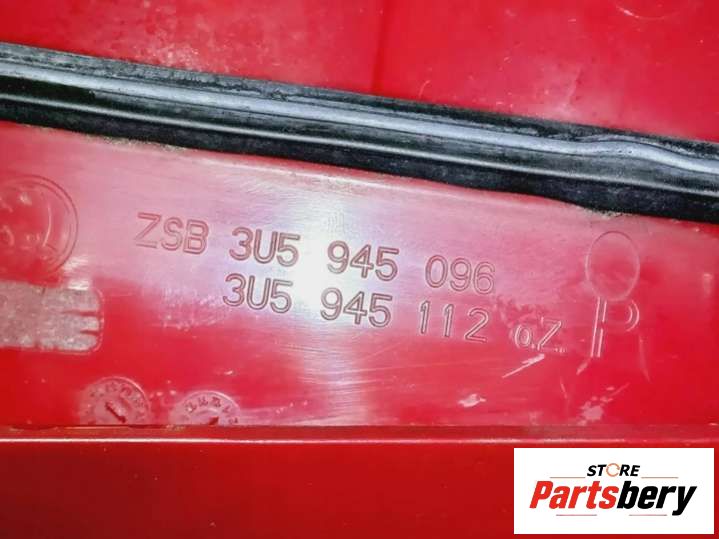 ZSB 3U5 945 096
3U5 945 112 o.Z.
P
STORE
Partsbery